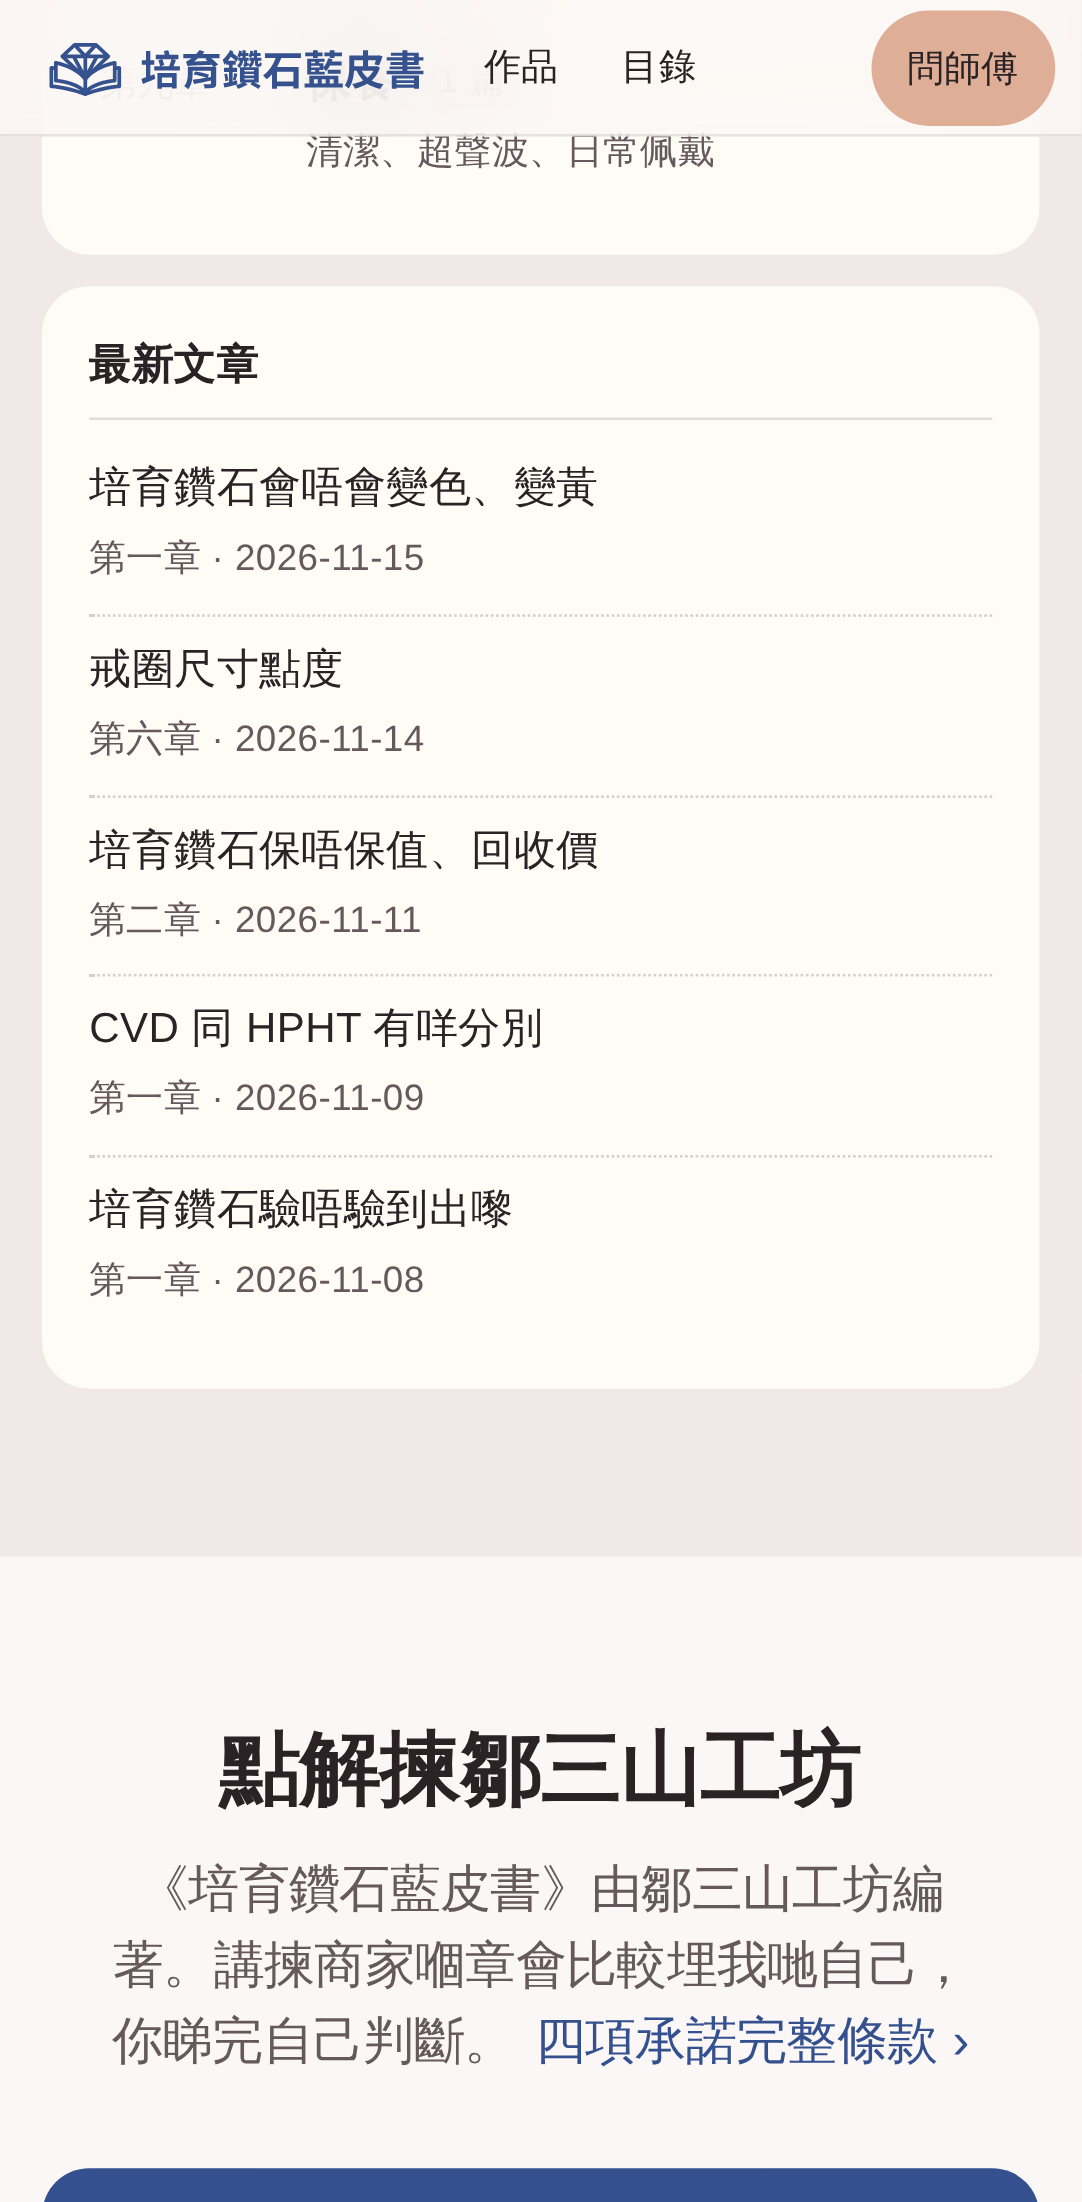 培育鑽石藍皮書
作品
目錄
問師傅
清潔、超聲波、日常佩戴
最新文章
培育鑽石會唔會變色、變黃
第一章 · 2026-11-15
戒圈尺寸點度
第六章 · 2026-11-14
培育鑽石保唔保值、回收價
第二章 · 2026-11-11
CVD 同 HPHT 有咩分別
第一章 · 2026-11-09
培育鑽石驗唔驗到出嚟
第一章 · 2026-11-08
點解揀鄒三山工坊
《培育鑽石藍皮書》由鄒三山工坊編
著。講揀商家嗰章會比較埋我哋自己，
你睇完自己判斷。 四項承諾完整條款 ›